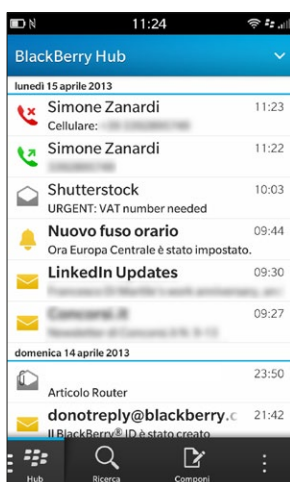 N 11:24
BlackBerry Hub
lunedì 15 aprile 2013
Simone Zanardi 11:23
Cellulare:
Simone Zanardi 11:22
Shutterstock 10:03
URGENT: VAT number needed
Nuovo fuso orario 09:44
Ora Europa Centrale è stato impostato.
LinkedIn Updates 09:30
09:27
domenica 14 aprile 2013
23:50
Articolo Router
donotreply@blackberry.c 21:42
Il BlackBerry® ID è stato creato
Hub Ricerca Componi